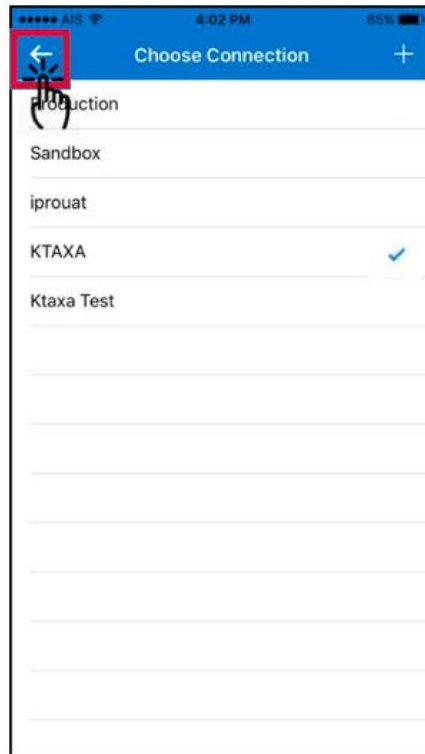 AIS 4:02 PM 85%
Choose Connection
Production
Sandbox
iprouat
KTAXA
Ktaxa Test